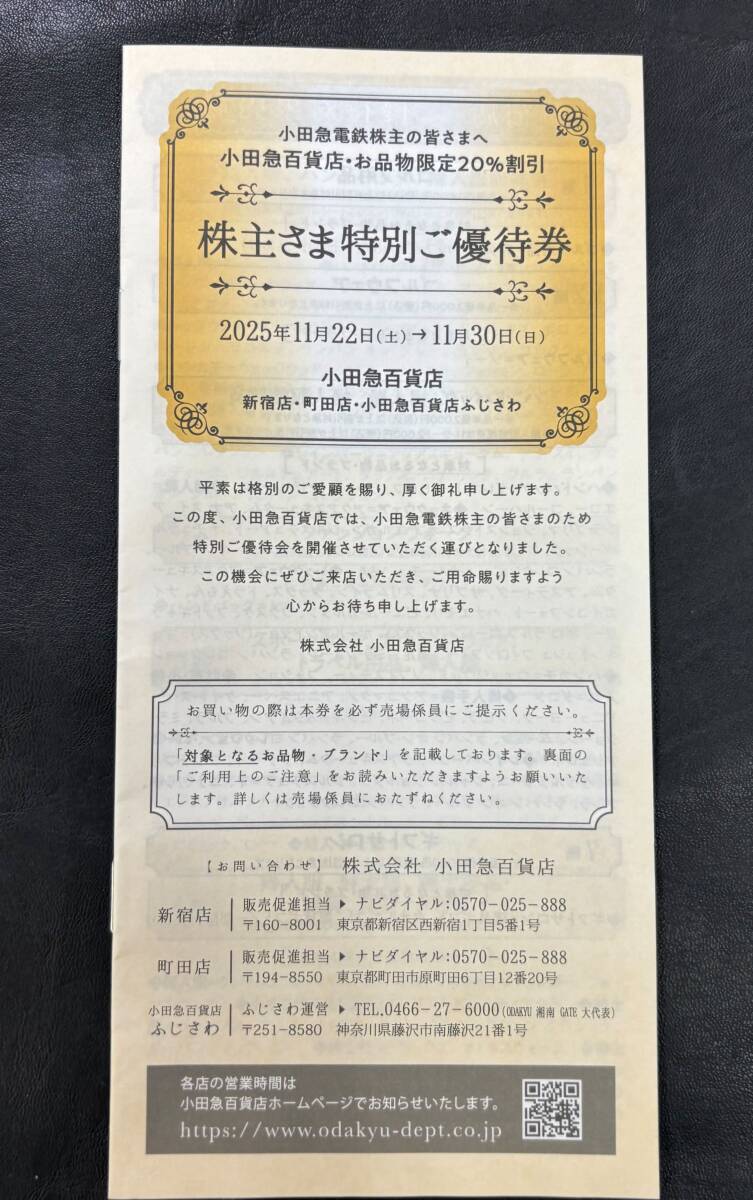 小田急電鉄株主の皆さまへ
小田急百貨店・お品物限定20%割引
株主さま特別ご優待券
2025年11月22日(土)→11月30日(日)
小田急百貨店
新宿店・町田店・小田急百貨店ふじさわ
平素は格別のご愛顧を賜り、厚く御礼申し上げます。
この度、小田急百貨店では、小田急電鉄株主の皆さまのため
特別ご優待会を開催させていただく運びとなりました。
この機会にぜひご来店いただき、ご用命賜りますよう
心からお待ち申し上げます。
株式会社 小田急百貨店
お買い物の際は本券を必ず売場係員にご提示ください。
「対象となるお品物・ブランド」を記載しております。裏面の
「ご利用上のご注意」をお読みいただきますようお願いいた
します。詳しくは売場係員におたずねください。
【お問い合わせ】 株式会社 小田急百貨店
新宿店
販売促進担当 ▶ ナビダイヤル:0570-025-888
〒160-8001 東京都新宿区西新宿1丁目5番1号
町田店
販売促進担当 ▶ ナビダイヤル:0570-025-888
〒194-8550 東京都町田市原町田6丁目12番20号
小田急百貨店
ふじさわ
ふじさわ運営 ▶ TEL.0466-27-6000(ODAKYU 湘南 GATE 大代表)
〒251-8580 神奈川県藤沢市南藤沢21番1号
各店の営業時間は
小田急百貨店ホームページでお知らせいたします。
https://www.odakyu-dept.co.jp